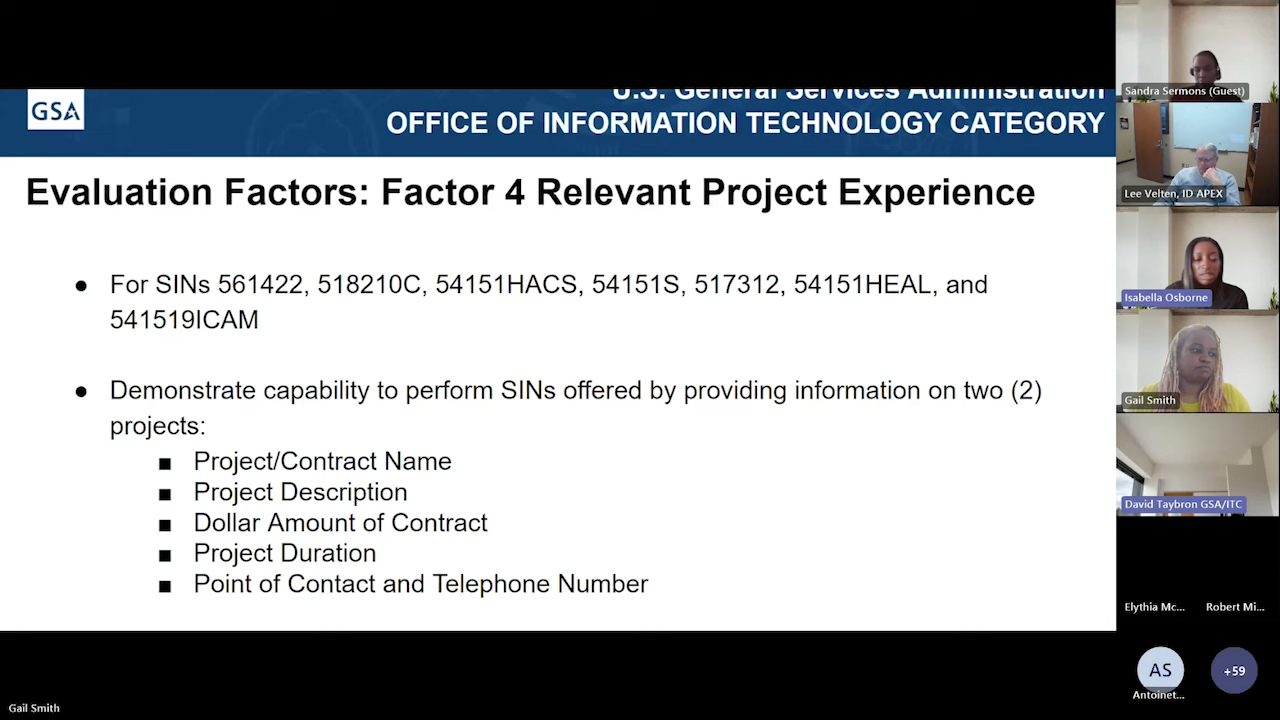 GSA
U.S. General Services Administration
OFFICE OF INFORMATION TECHNOLOGY CATEGORY
Evaluation Factors: Factor 4 Relevant Project Experience
● For SINs 561422, 518210C, 54151HACS, 54151S, 517312, 54151HEAL, and
541519ICAM
● Demonstrate capability to perform SINs offered by providing information on two (2)
projects:
■ Project/Contract Name
■ Project Description
■ Dollar Amount of Contract
■ Project Duration
■ Point of Contact and Telephone Number
Sandra Sermons (Guest)
Lee Velten, ID APEX
Isabella Osborne
Gail Smith
David Taybron GSA/ITC
Elythia Mc... Robert Mi...
AS +59
Antoinet...
Gail Smith